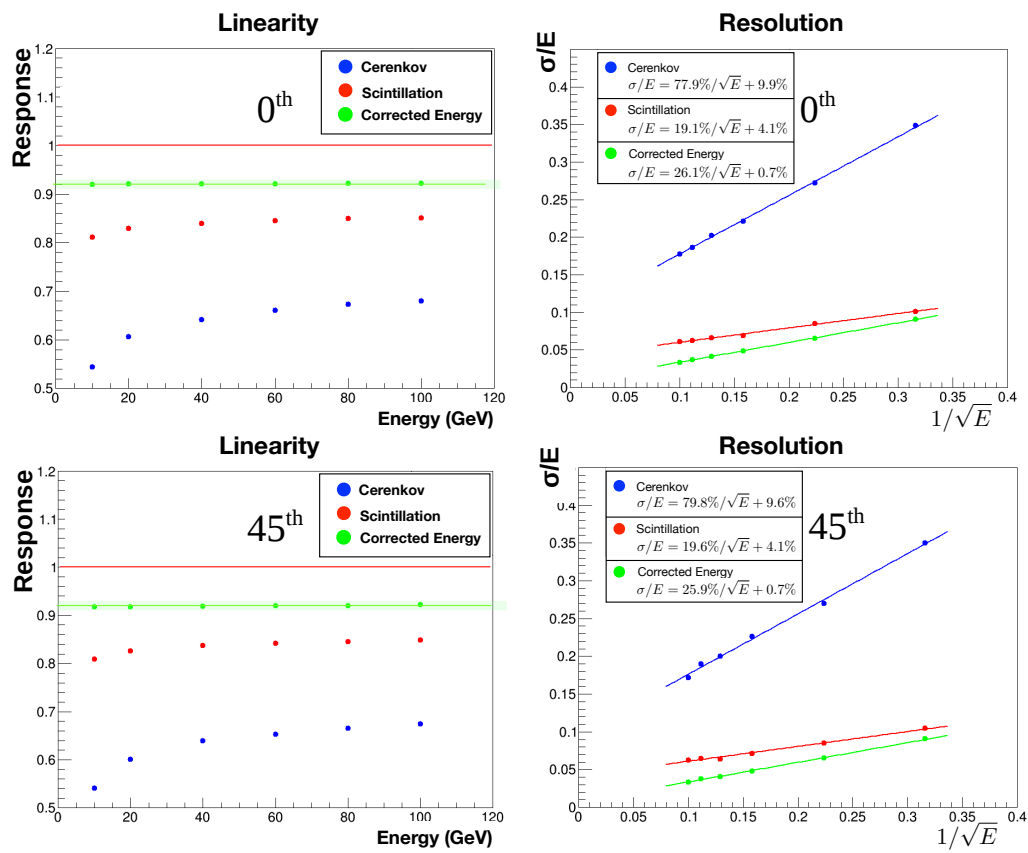 Linearity
Response
1.2
1.1
1
0.9
0.8
0.7
0.6
0.5
0 20 40 60 80 100 120
Energy (GeV)
Cerenkov
Scintillation
Corrected Energy
0th
Resolution
σ/E
0.4
0.35
0.3
0.25
0.2
0.15
0.1
0.05
0
0 0.05 0.1 0.15 0.2 0.25 0.3 0.35 0.4
1/√E
Cerenkov
σ/E = 77.9%/√E + 9.9%
Scintillation
σ/E = 19.1%/√E + 4.1%
Corrected Energy
σ/E = 26.1%/√E + 0.7%
0th
Linearity
Response
1.2
1.1
1
0.9
0.8
0.7
0.6
0.5
0 20 40 60 80 100 120
Energy (GeV)
Cerenkov
Scintillation
Corrected Energy
45th
Resolution
σ/E
0.4
0.35
0.3
0.25
0.2
0.15
0.1
0.05
0
0 0.05 0.1 0.15 0.2 0.25 0.3 0.35 0.4
1/√E
Cerenkov
σ/E = 79.8%/√E + 9.6%
Scintillation
σ/E = 19.6%/√E + 4.1%
Corrected Energy
σ/E = 25.9%/√E + 0.7%
45th